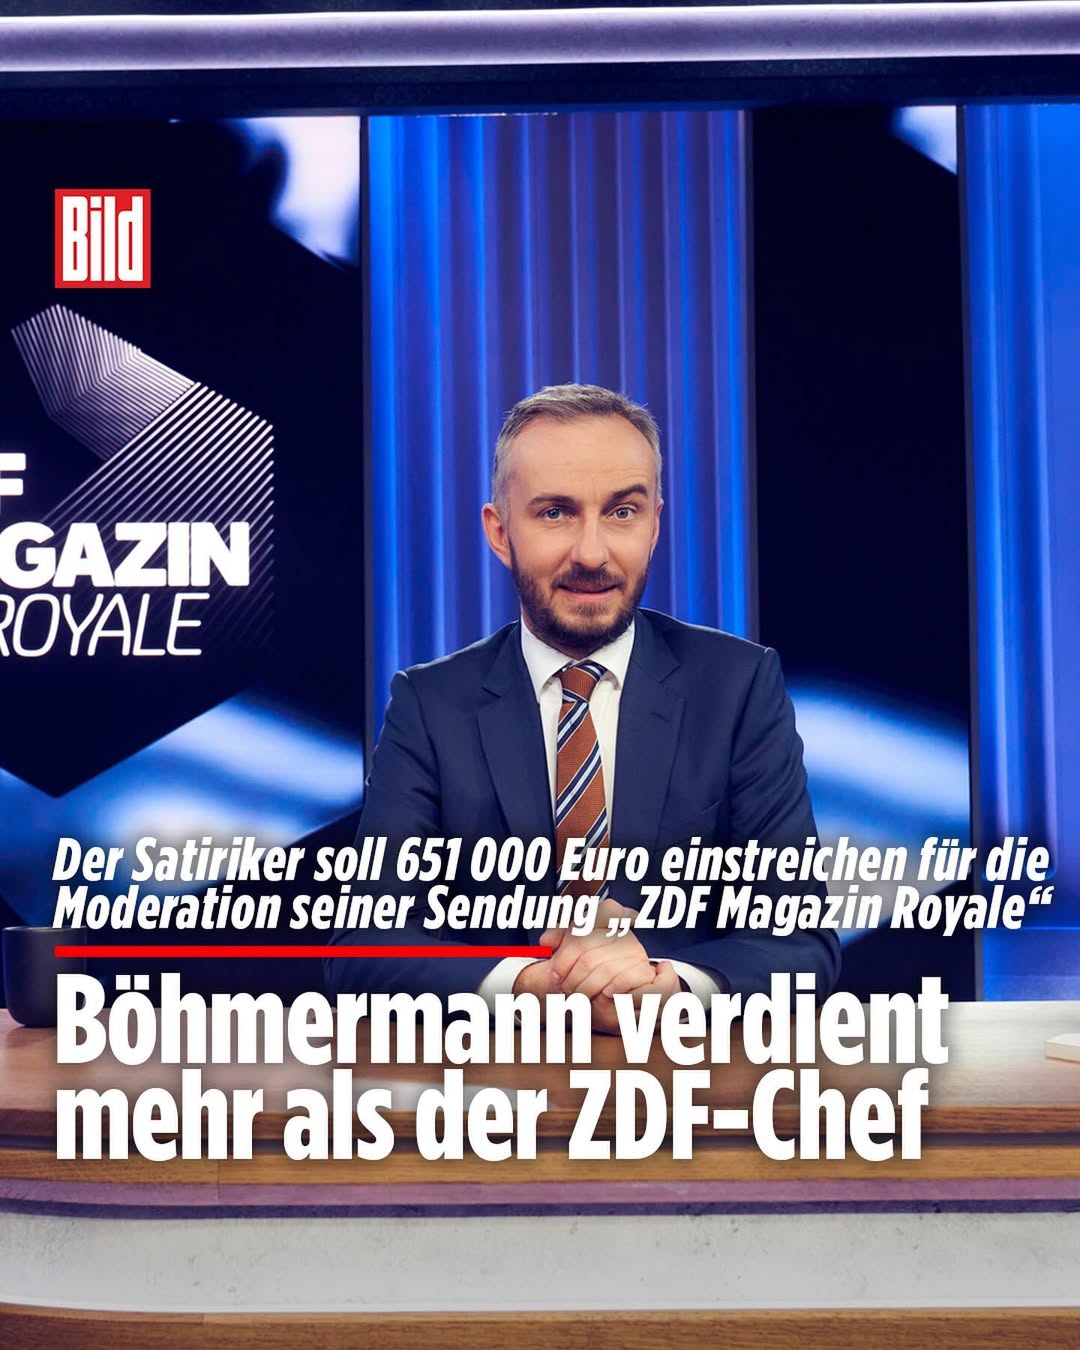 Bild
F
GAZIN
ROYALE
Der Satiriker soll 651 000 Euro einstreichen für die
Moderation seiner Sendung „ZDF Magazin Royale“
Böhmermann verdient
mehr als der ZDF-Chef